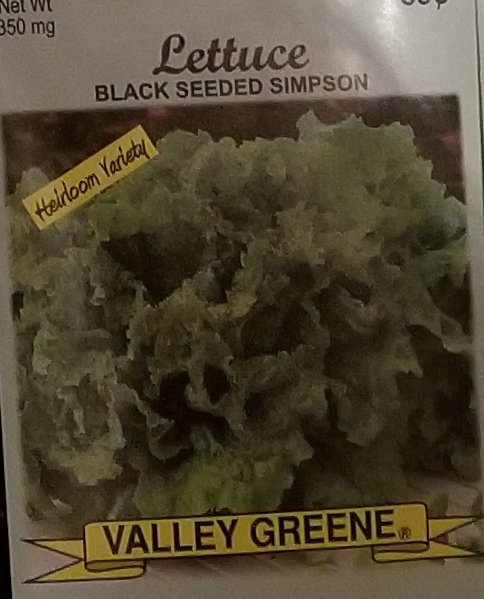 Net Wt
350 mg
Lettuce
BLACK SEEDED SIMPSON
Heirloom Variety
VALLEY GREENE®